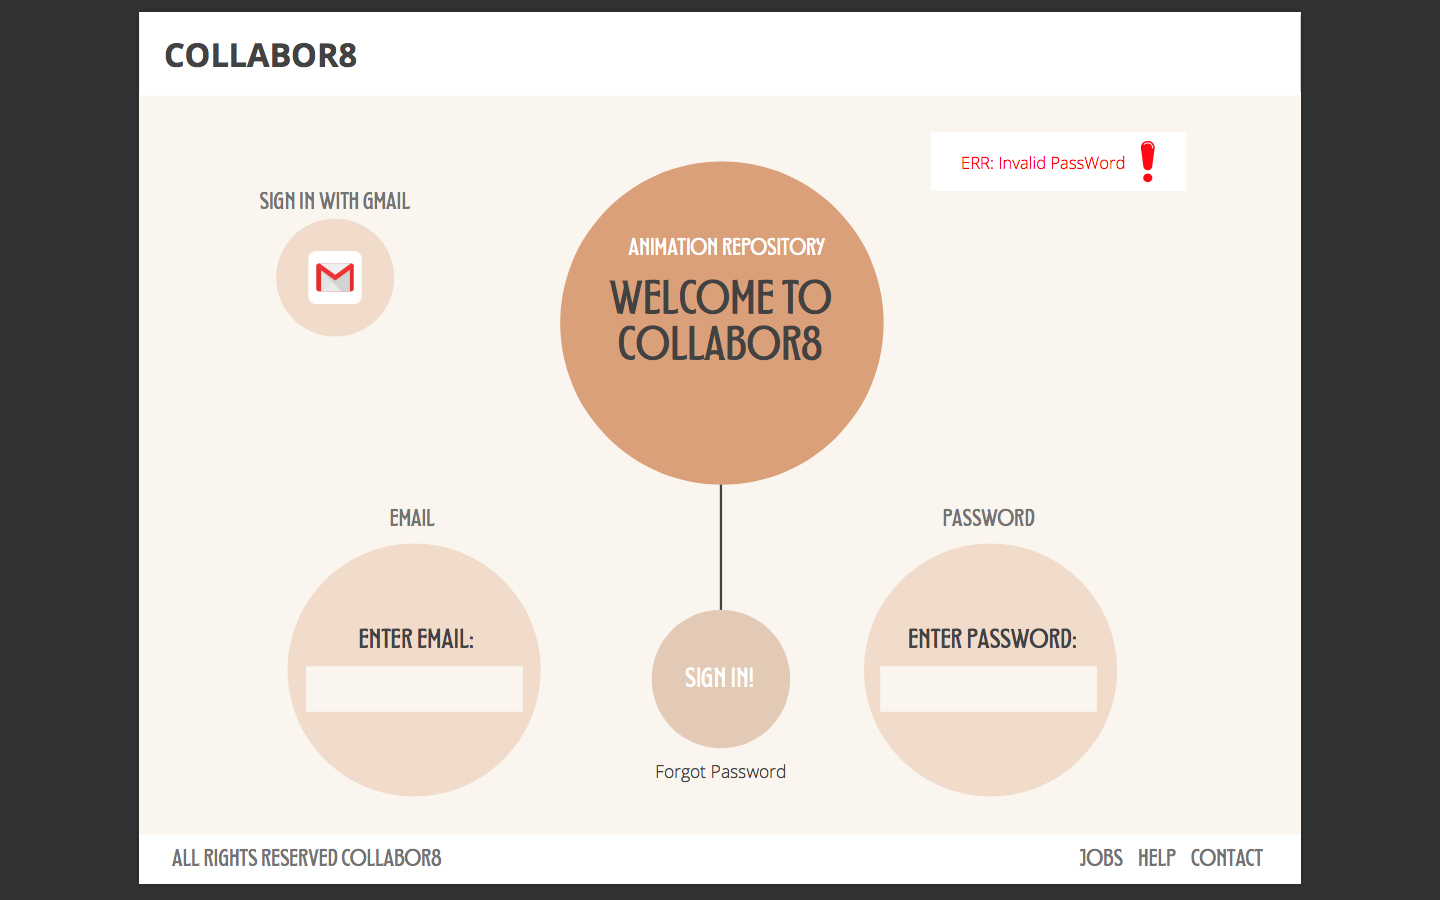 COLLABOR8
ERR: Invalid PassWord
SIGN IN WITH GMAIL
ANIMATION REPOSITORY
WELCOME TO
COLLABOR8
EMAIL
PASSWORD
ENTER EMAIL:
ENTER PASSWORD:
SIGN IN!
Forgot Password
ALL RIGHTS RESERVED COLLABOR8
JOBS HELP CONTACT